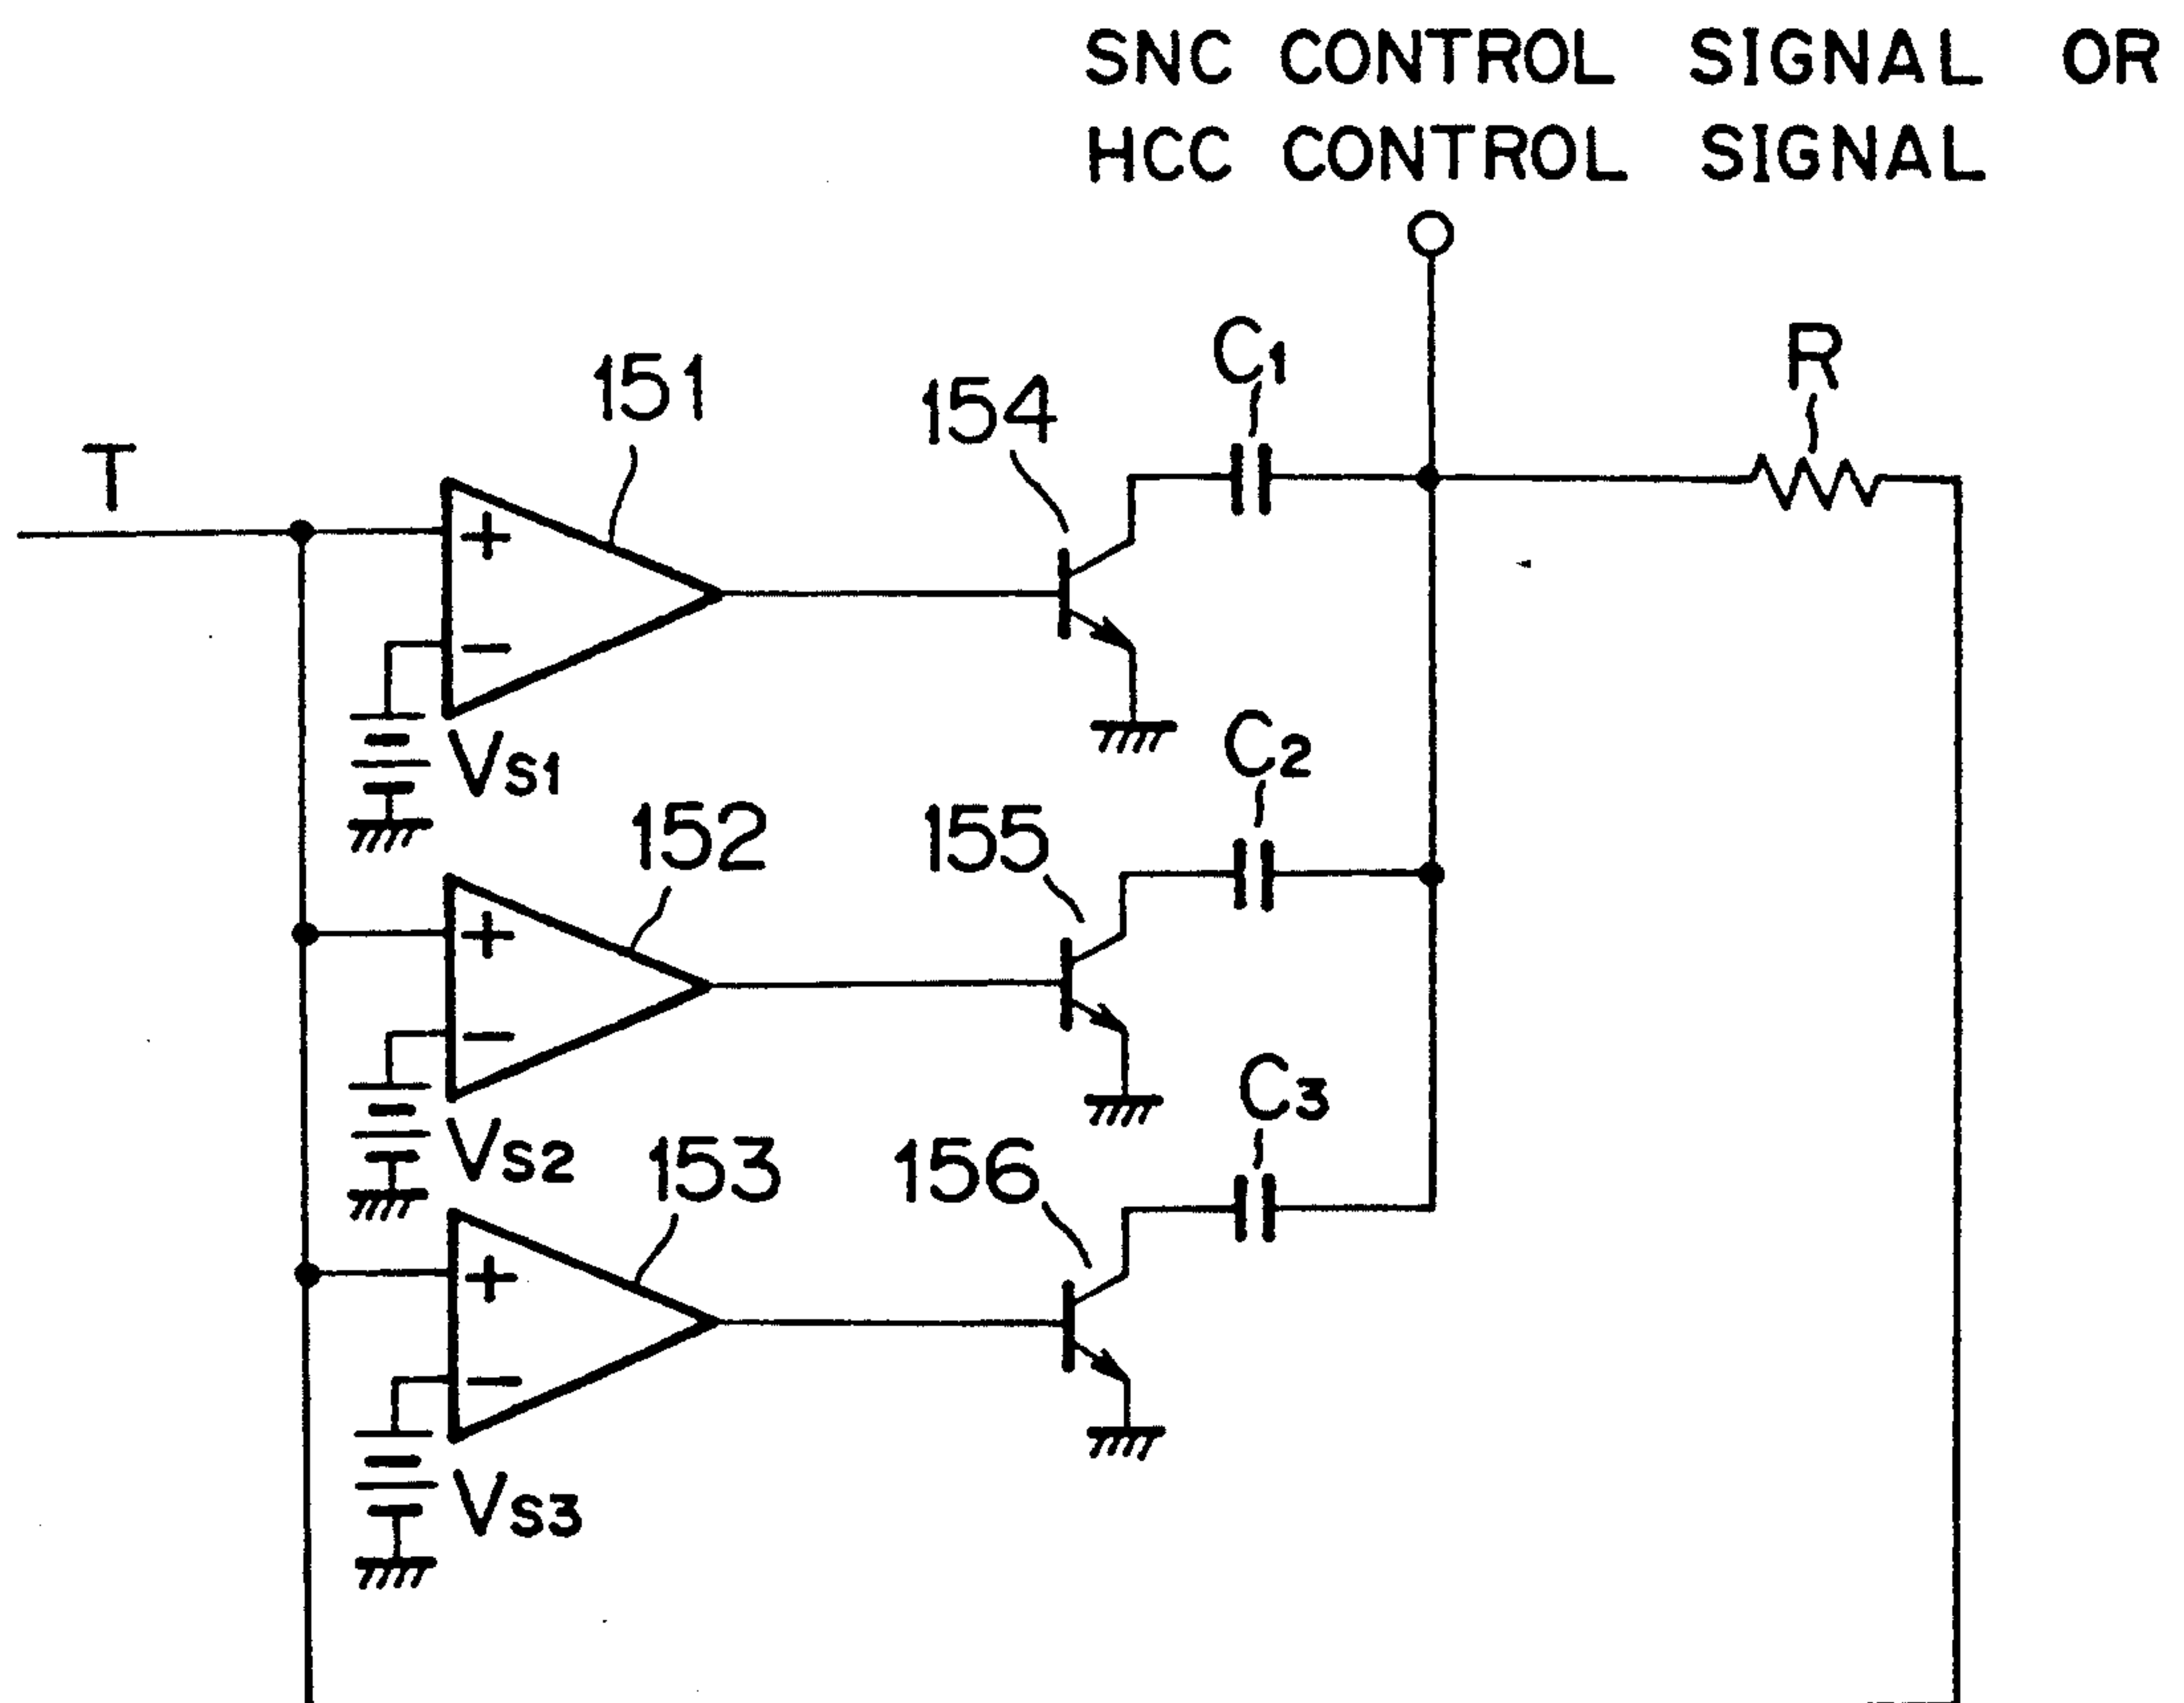 SNC CONTROL SIGNAL OR
HCC CONTROL SIGNAL
C1
R
151
154
T
+
−
VS1
C2
152
155
+
−
VS2
C3
153
156
+
−
VS3